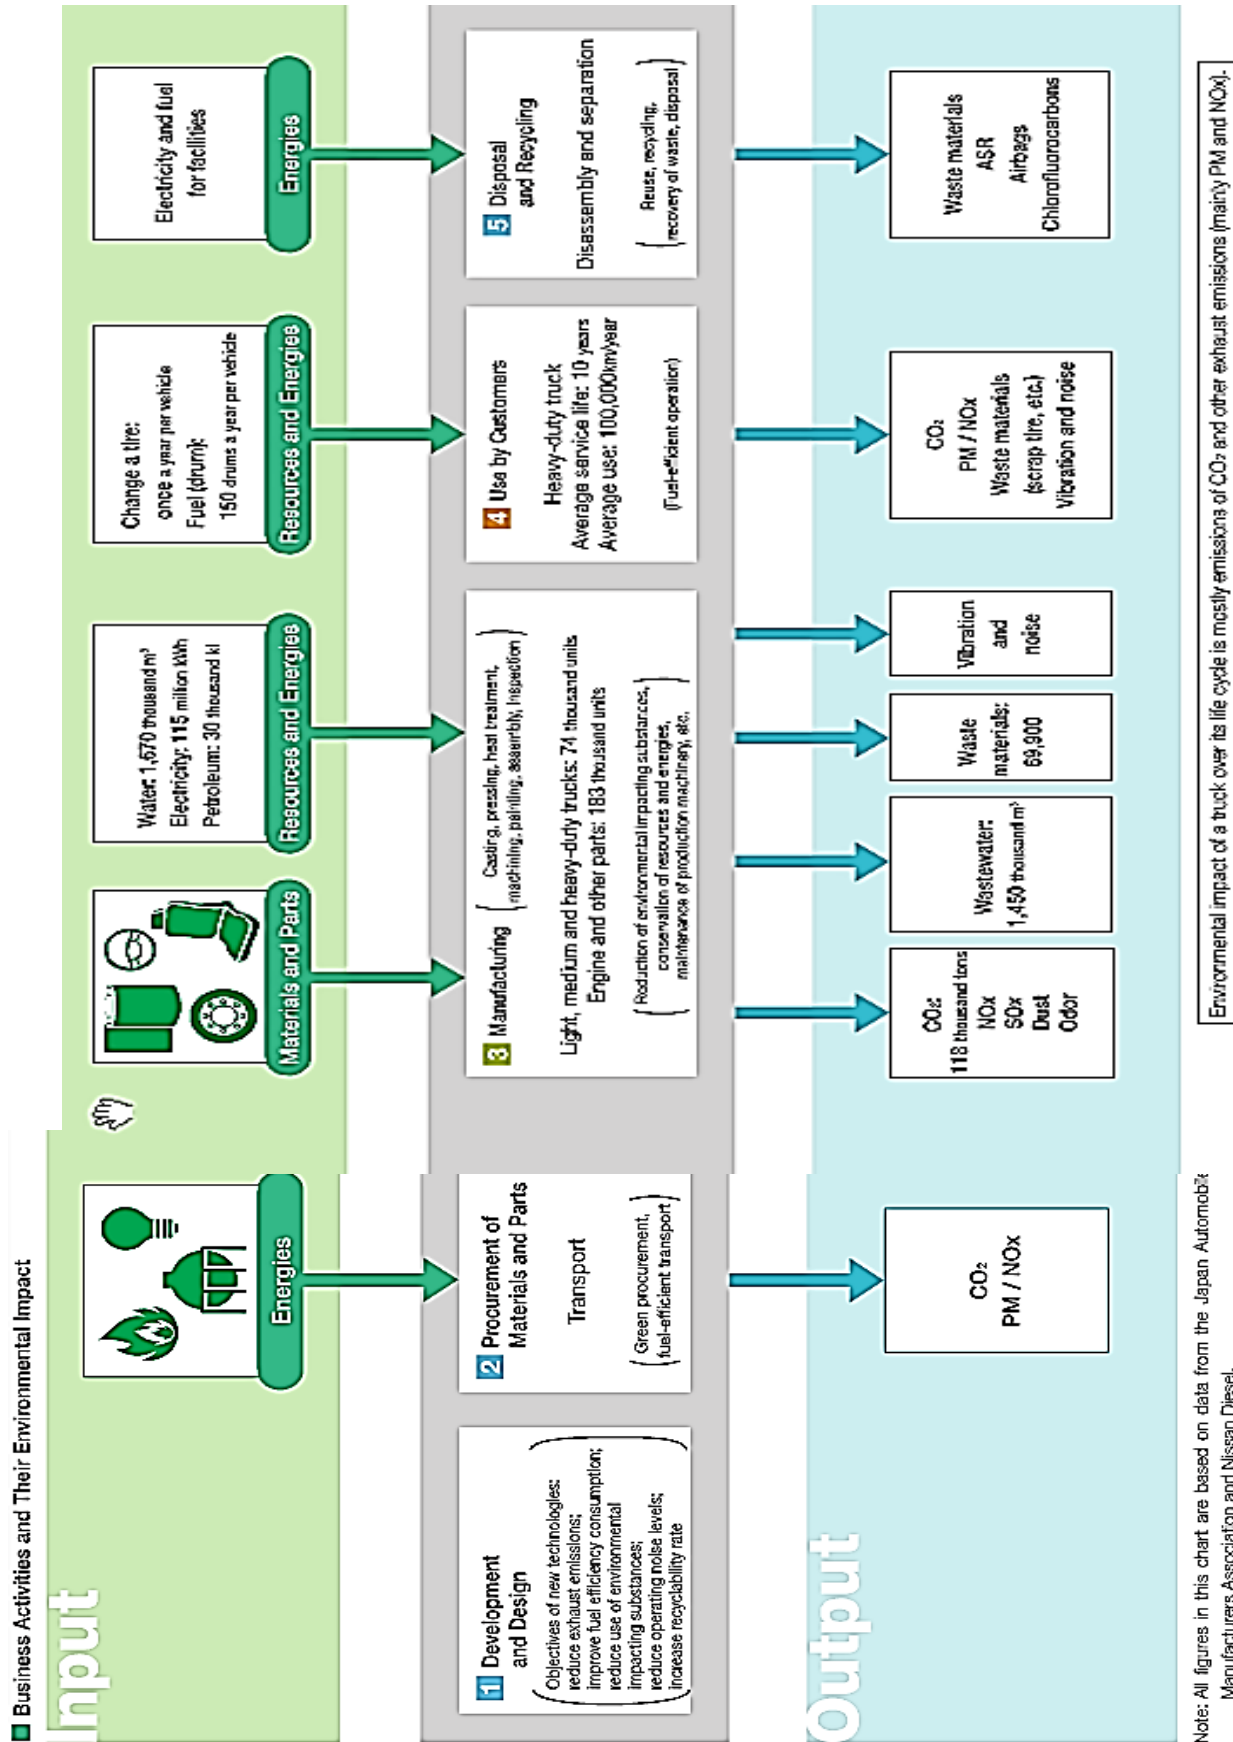 Business Activities and Their Environmental Impact
Input
Energies
Materials and Parts
Water: 1,670 thousand m³
Electricity: 115 million kWh
Petroleum: 30 thousand kl
Resources and Energies
Change a tire:
once a year per vehicle
Fuel (drum):
150 drums a year per vehicle
Resources and Energies
Electricity and fuel
for facilities
Energies
1 Development
and Design
Objectives of new technologies:
reduce exhaust emissions;
improve fuel efficiency consumption;
reduce use of environmental
impacting substances;
reduce operating noise levels;
increase recyclability rate
2 Procurement of
Materials and Parts
Transport
(Green procurement,
fuel-efficient transport)
3 Manufacturing
(Casting, pressing, heat treatment,
machining, painting, assembly, inspection)
Light, medium and heavy-duty trucks: 74 thousand units
Engine and other parts: 183 thousand units
(Reduction of environmental impacting substances,
conservation of resources and energies,
maintenance of production machinery, etc.)
4 Use by Customers
Heavy-duty truck
Average service life: 10 years
Average use: 100,000km/year
(Fuel-efficient operation)
5 Disposal
and Recycling
Disassembly and separation
(Reuse, recycling,
recovery of waste, disposal)
Output
CO₂
PM / NOx
CO₂:
118 thousand tons
NOx
SOx
Dust
Odor
Wastewater:
1,450 thousand m³
Waste
materials:
69,900
Vibration
and
noise
CO₂
PM / NOx
Waste materials
(scrap tire, etc.)
Vibration and noise
Waste materials
ASR
Airbags
Chlorofluorocarbons
Note: All figures in this chart are based on data from the Japan Automobile
Manufacturers Association and Nissan Diesel.
Environmental impact of a truck over its life cycle is mostly emissions of CO₂ and other exhaust emissions (mainly PM and NOx).